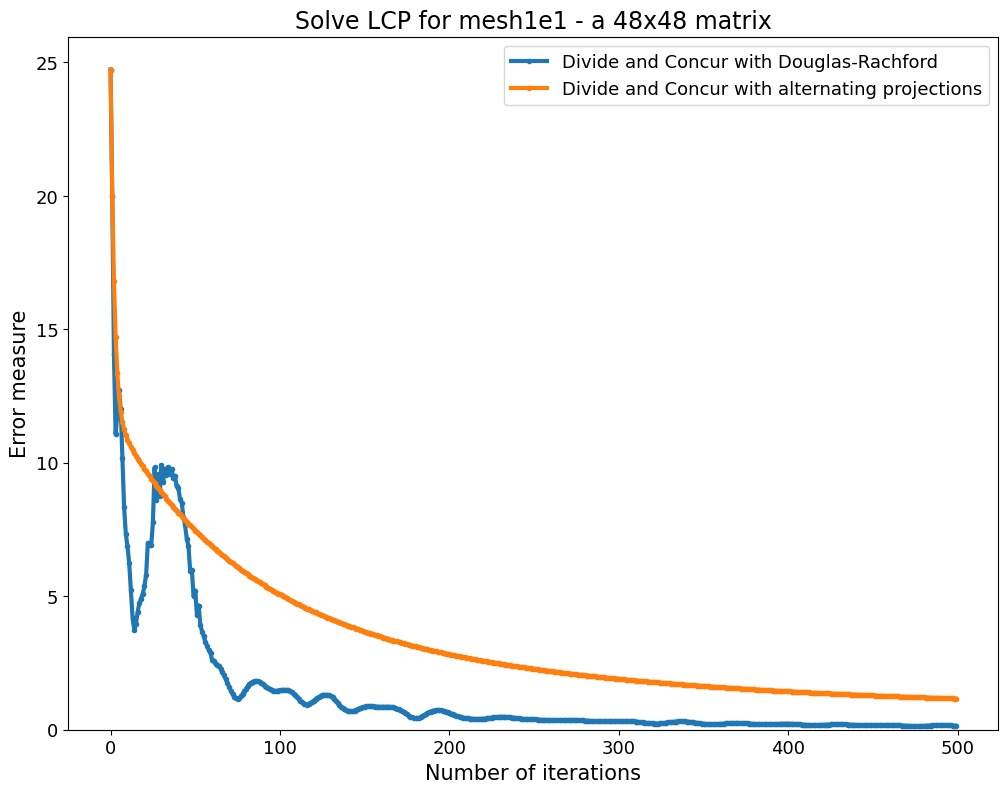 Solve LCP for mesh1e1 - a 48x48 matrix
Divide and Concur with Douglas-Rachford
Divide and Concur with alternating projections
Error measure
25
20
15
10
5
0
0 100 200 300 400 500
Number of iterations